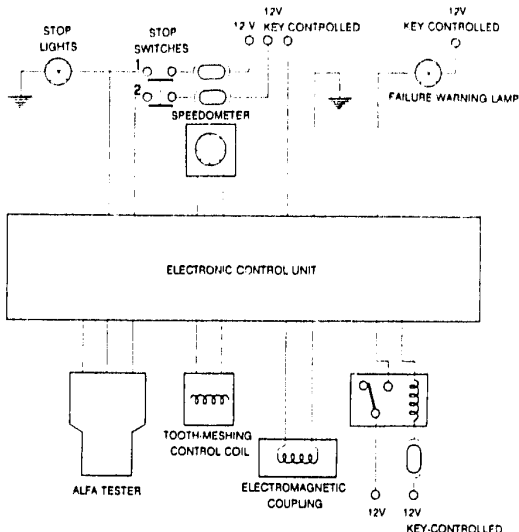 STOP
LIGHTS
STOP
SWITCHES
12V
12 V KEY CONTROLLED
12V
KEY CONTROLLED
1
2
FAILURE WARNING LAMP
SPEEDOMETER
ELECTRONIC CONTROL UNIT
TOOTH-MESHING
CONTROL COIL
ALFA TESTER
ELECTROMAGNETIC
COUPLING
12V 12V
KEY-CONTROLLED